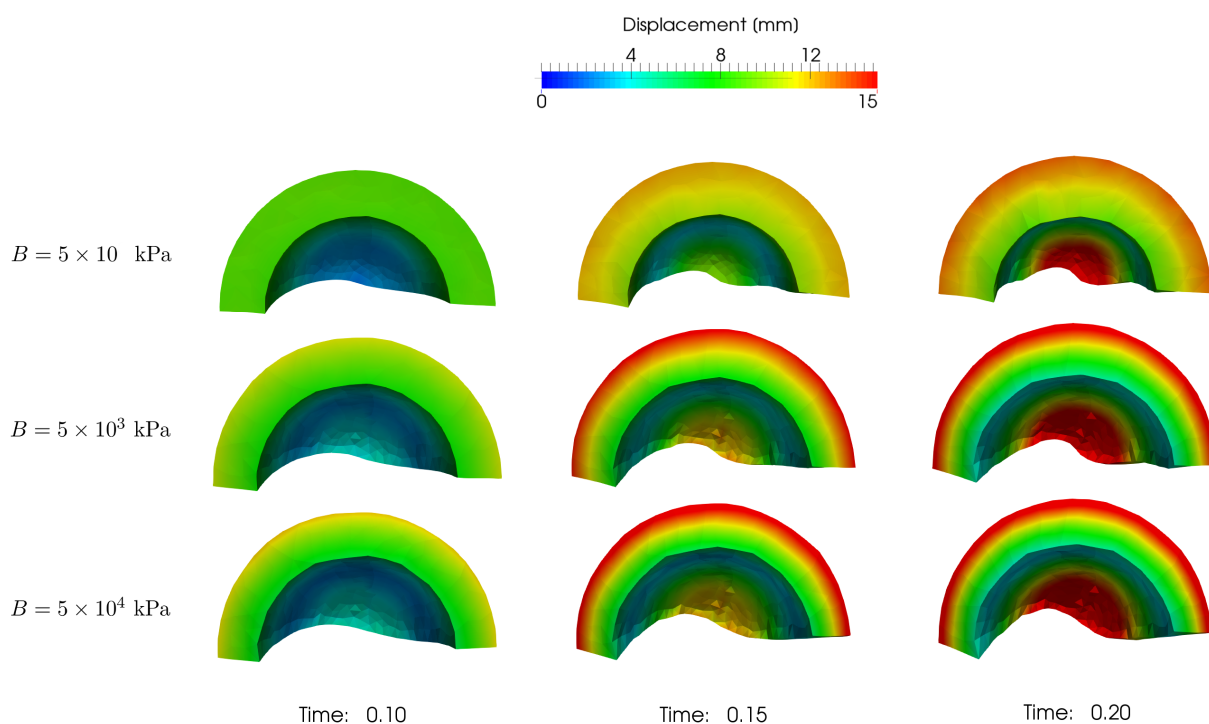 Displacement (mm)
4 8 12
0 15
B = 5 × 10 kPa
B = 5 × 10³ kPa
B = 5 × 10⁴ kPa
Time: 0.10 Time: 0.15 Time: 0.20